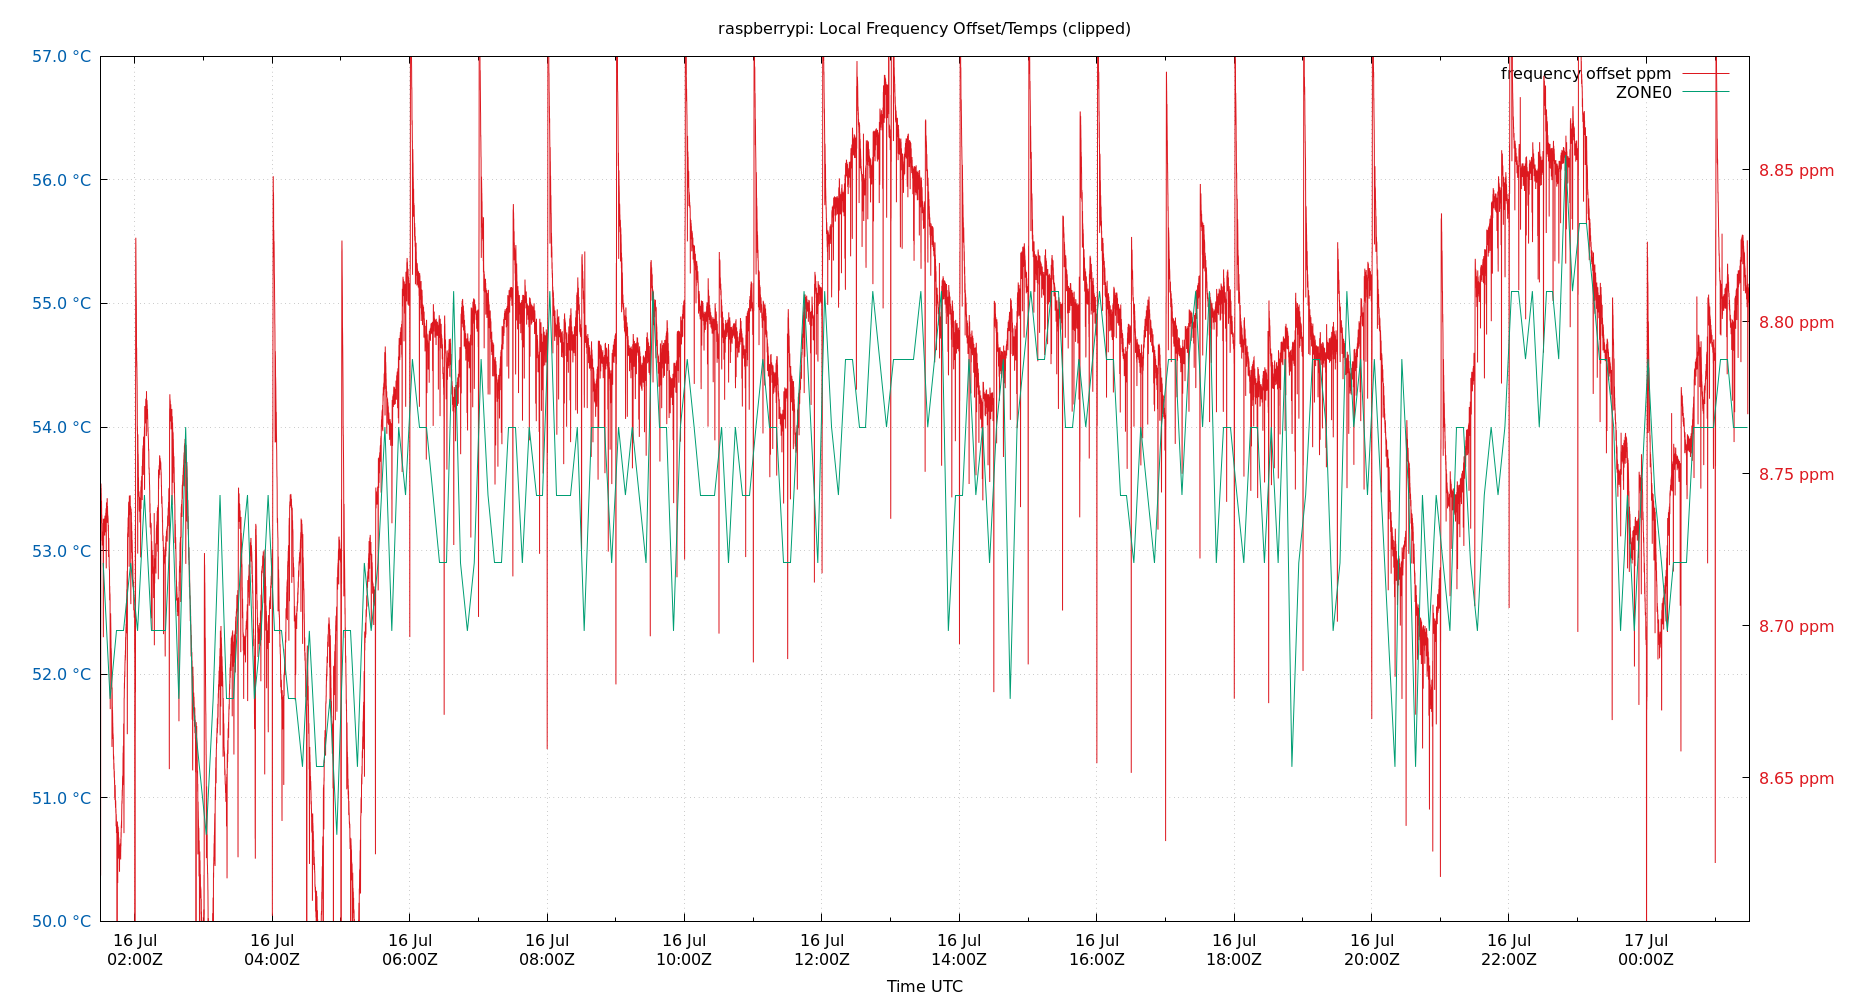 raspberrypi: Local Frequency Offset/Temps (clipped)
57.0 °C
56.0 °C
55.0 °C
54.0 °C
53.0 °C
52.0 °C
51.0 °C
50.0 °C
frequency offset ppm
ZONE0
8.85 ppm
8.80 ppm
8.75 ppm
8.70 ppm
8.65 ppm
16 Jul 16 Jul 16 Jul 16 Jul 16 Jul 16 Jul 16 Jul 16 Jul 16 Jul 16 Jul 16 Jul 17 Jul
02:00Z 04:00Z 06:00Z 08:00Z 10:00Z 12:00Z 14:00Z 16:00Z 18:00Z 20:00Z 22:00Z 00:00Z
Time UTC